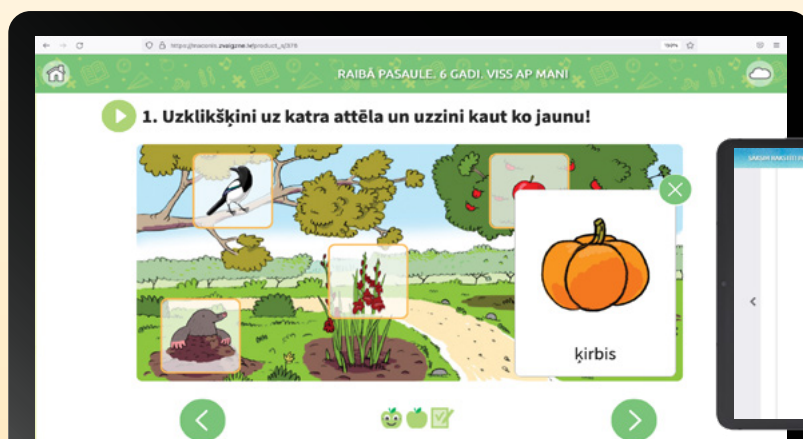 RAIBĀ PASAULE. 6 GADI. VISS AP MANI
1. Uzklikšķini uz katra attēla un uzzini kaut ko jaunu!
ķirbis